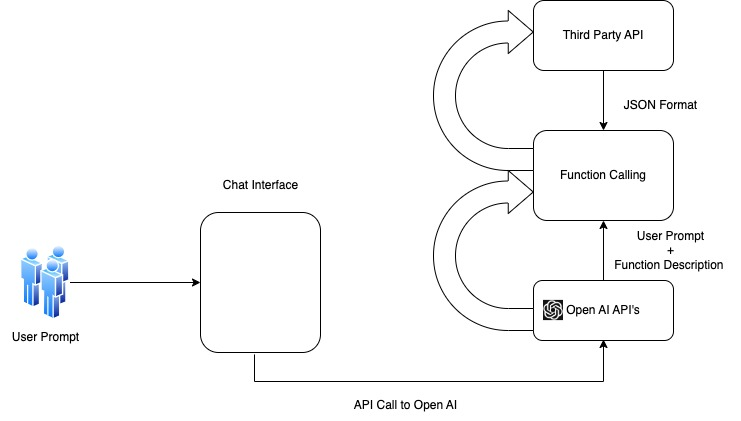 Third Party API
JSON Format
Function Calling
Chat Interface
User Prompt
+
Function Description
Open AI API's
User Prompt
API Call to Open AI